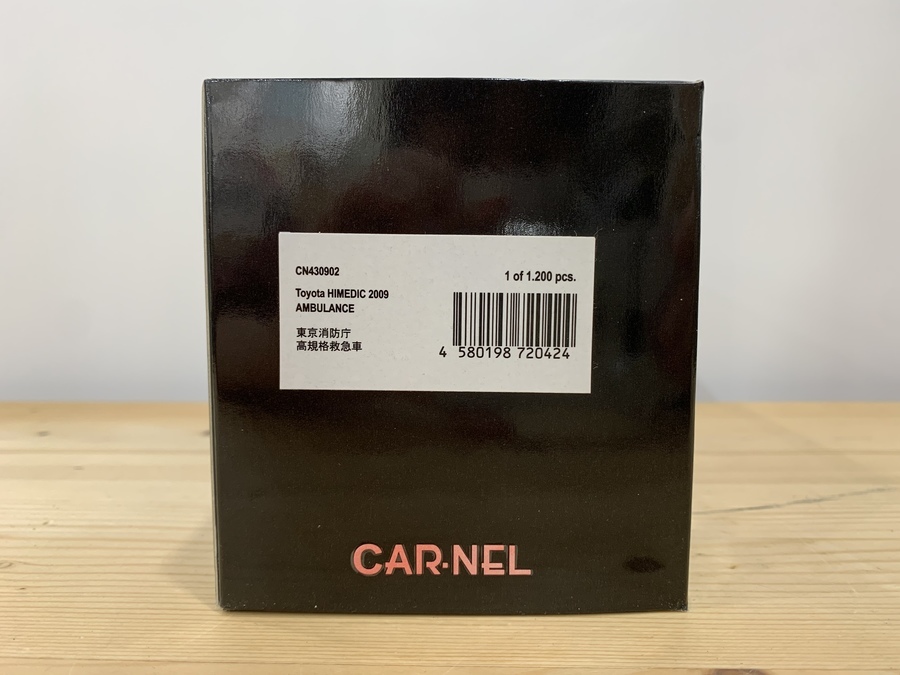 CN430902
1 of 1.200 pcs.
Toyota HIMEDIC 2009
AMBULANCE
東京消防庁
高規格救急車
4 580198 720424
CAR·NEL